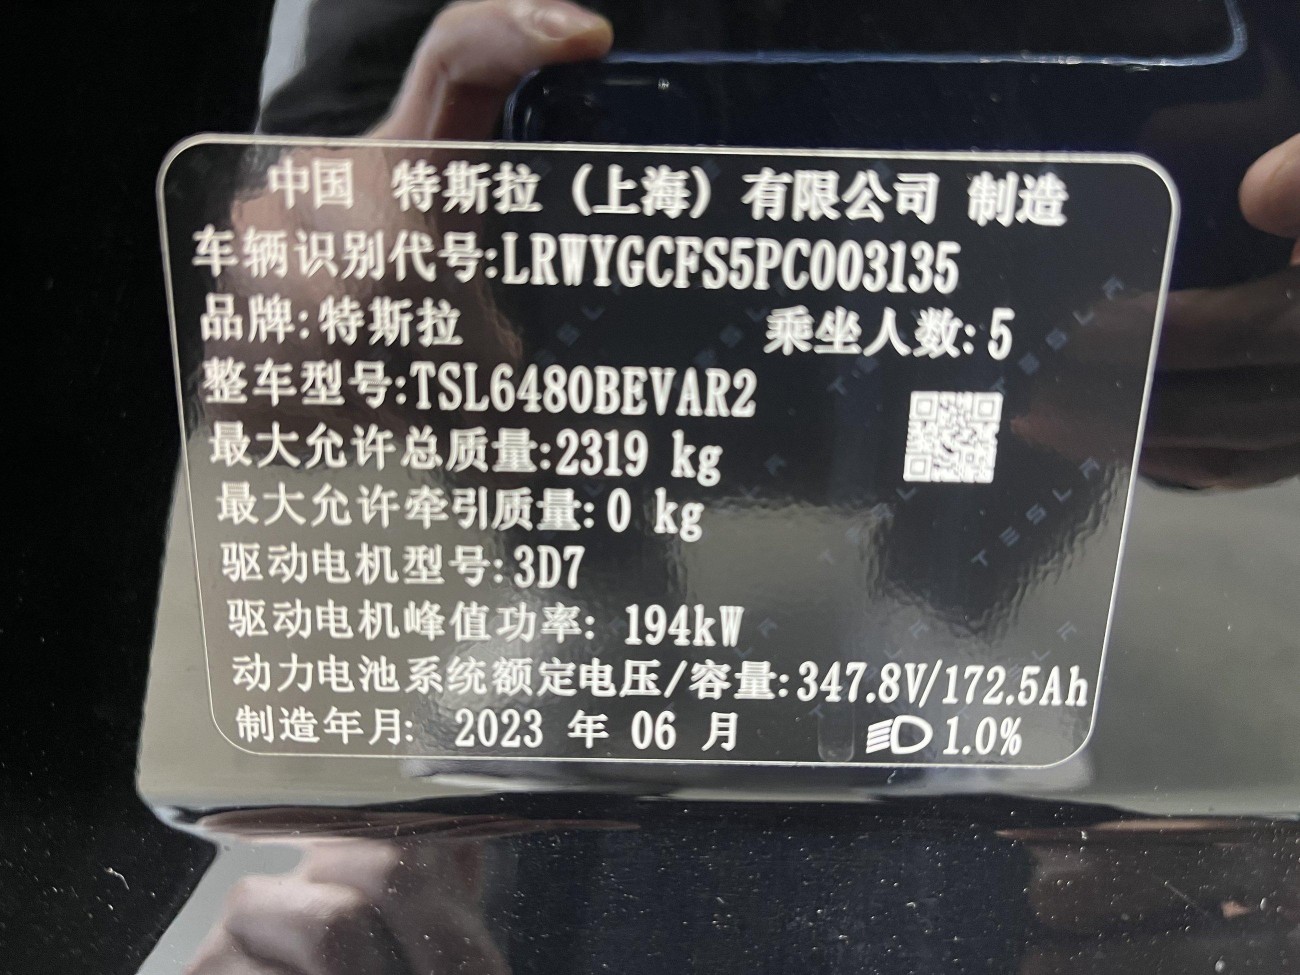 中国 特斯拉（上海）有限公司 制造
车辆识别代号:LRWYGCFS5PC003135
品牌:特斯拉 乘坐人数:5
整车型号:TSL6480BEVAR2
最大允许总质量:2319 kg
最大允许牵引质量:0 kg
驱动电机型号:3D7
驱动电机峰值功率: 194kW
动力电池系统额定电压/容量:347.8V/172.5Ah
制造年月: 2023 年 06 月 1.0%
TESLA
TESLA
TESLA